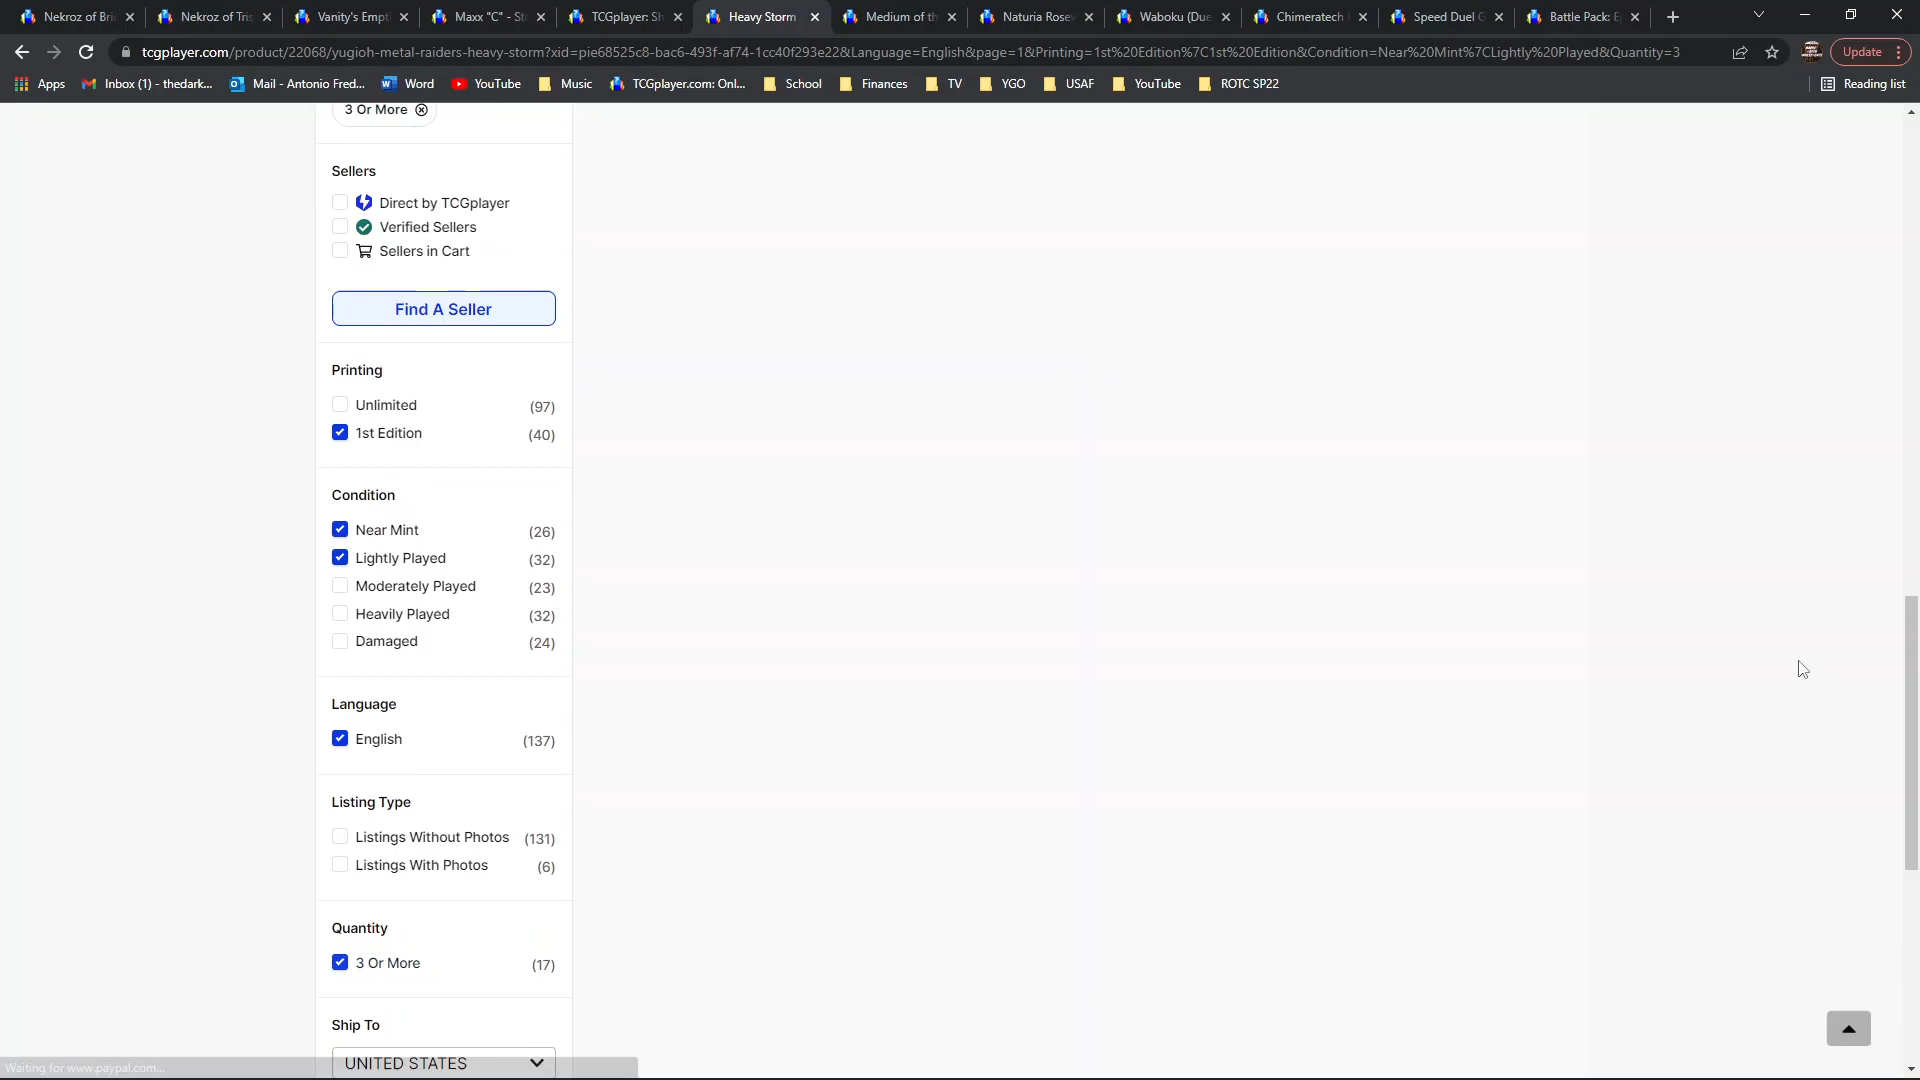 Nekroz of Bri
Nekroz of Tris
Vanity's Empt
Maxx "C" - St
TCGplayer: Sh
Heavy Storm
Medium of th
Naturia Rosew
Waboku (Due
Chimeratech
Speed Duel G
Battle Pack: Ep
tcgplayer.com/product/22068/yugioh-metal-raiders-heavy-storm?xid=pie68525c8-bac6-493f-af74-1cc40f293e22&Language=English&page=1&Printing=1st%20Edition%7C1st%20Edition&Condition=Near%20Mint%7CLightly%20Played&Quantity=3
Update
Apps
Inbox (1) - thedark...
Mail - Antonio Fred...
Word
YouTube
Music
TCGplayer.com: Onl...
School
Finances
TV
YGO
USAF
YouTube
ROTC SP22
Reading list
3 Or More
Sellers
Direct by TCGplayer
Verified Sellers
Sellers in Cart
Find A Seller
Printing
Unlimited (97)
1st Edition (40)
Condition
Near Mint (26)
Lightly Played (32)
Moderately Played (23)
Heavily Played (32)
Damaged (24)
Language
English (137)
Listing Type
Listings Without Photos (131)
Listings With Photos (6)
Quantity
3 Or More (17)
Ship To
UNITED STATES
Waiting for www.paypal.com...